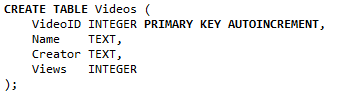 CREATE TABLE Videos (
    VideoID INTEGER PRIMARY KEY AUTOINCREMENT,
    Name    TEXT,
    Creator TEXT,
    Views   INTEGER
);